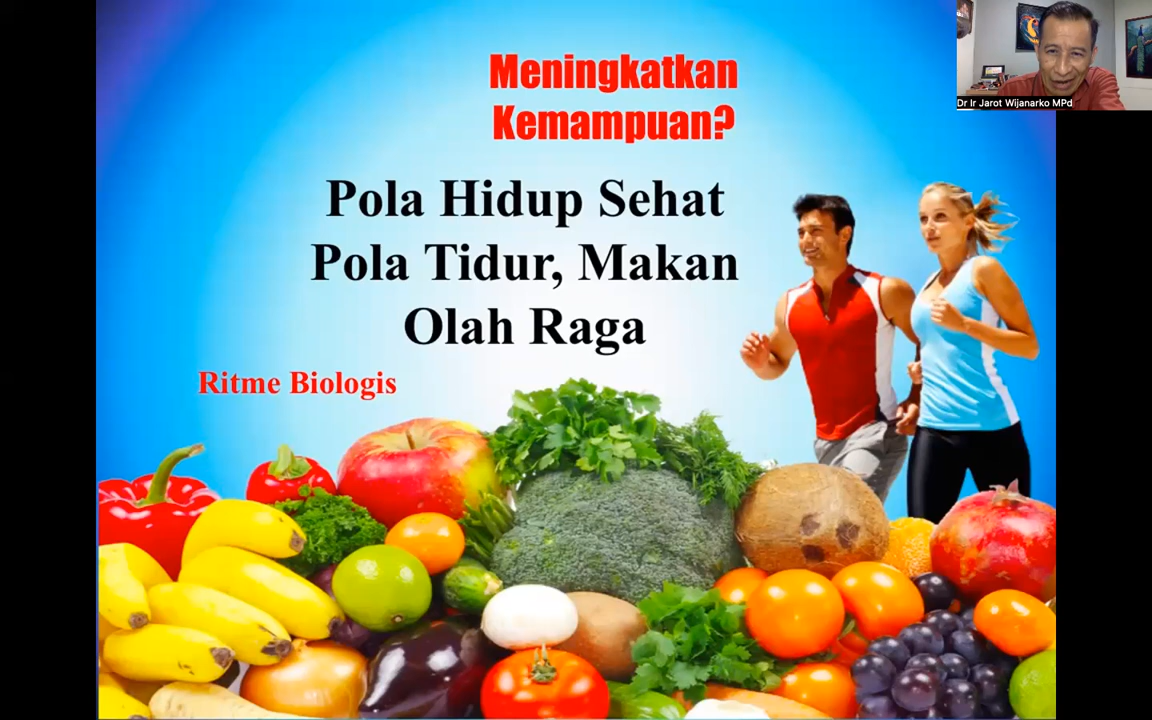 Meningkatkan
Kemampuan?
Pola Hidup Sehat
Pola Tidur, Makan
Olah Raga
Ritme Biologis
Dr Ir Jarot Wijanarko MPd